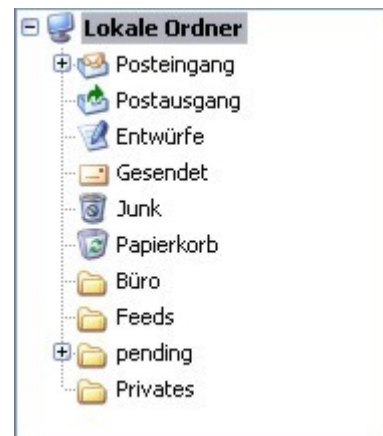 Lokale Ordner
Posteingang
Postausgang
Entwürfe
Gesendet
Junk
Papierkorb
Büro
Feeds
pending
Privates